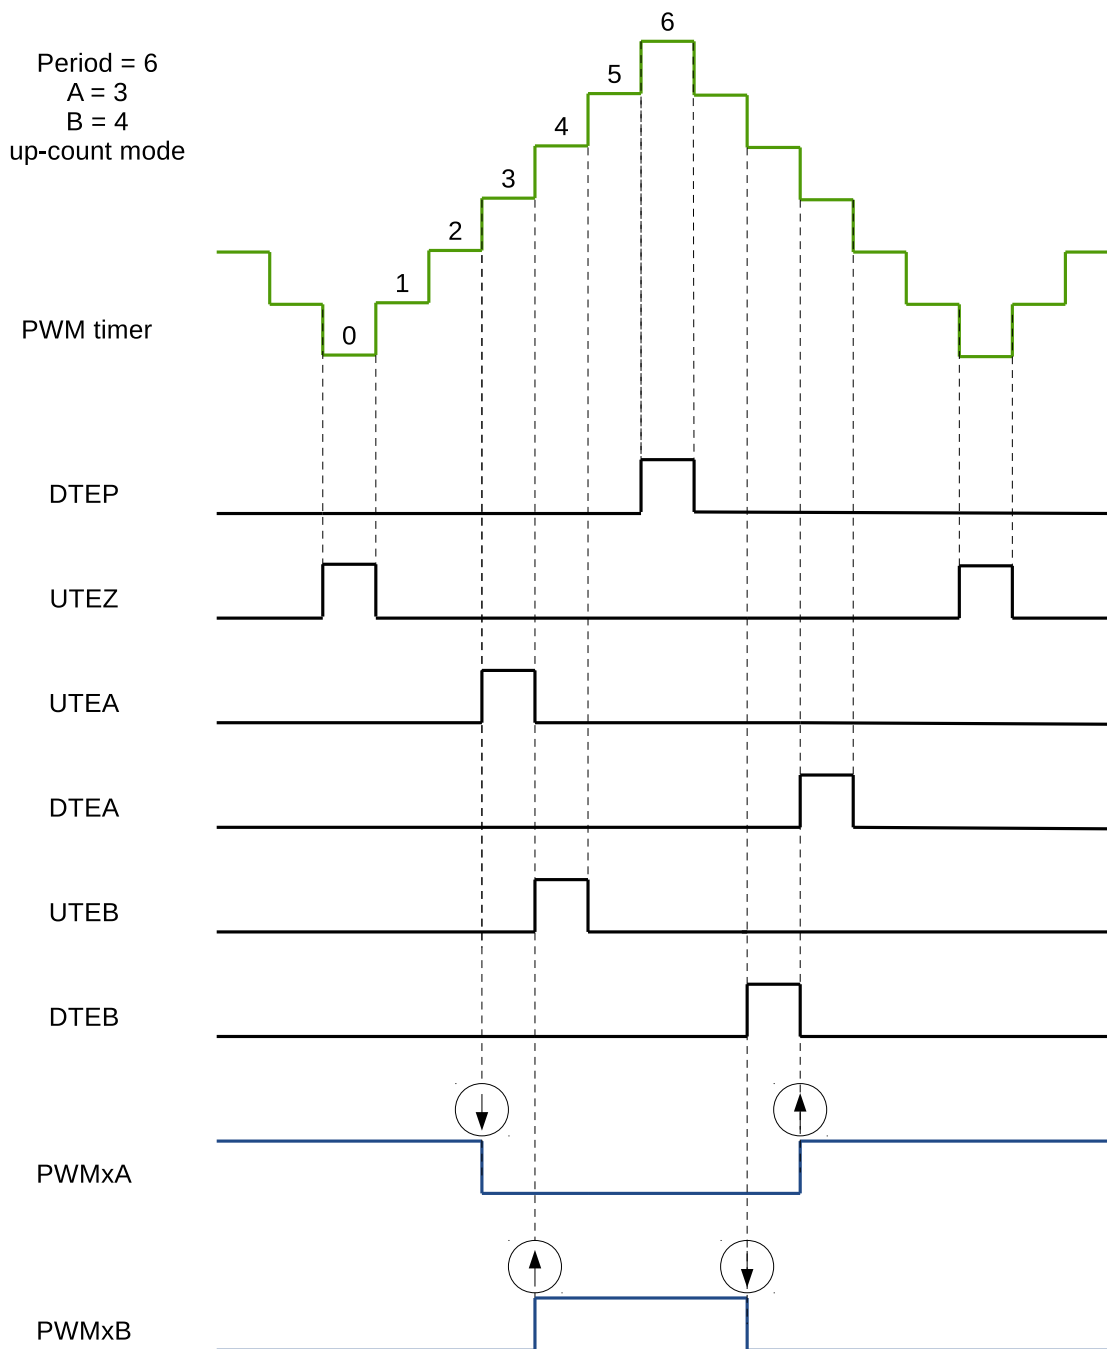 6
Period = 6
A = 3
B = 4
up-count mode
5
4
3
2
1
0
PWM timer
DTEP
UTEZ
UTEA
DTEA
UTEB
DTEB
PWMxA
PWMxB